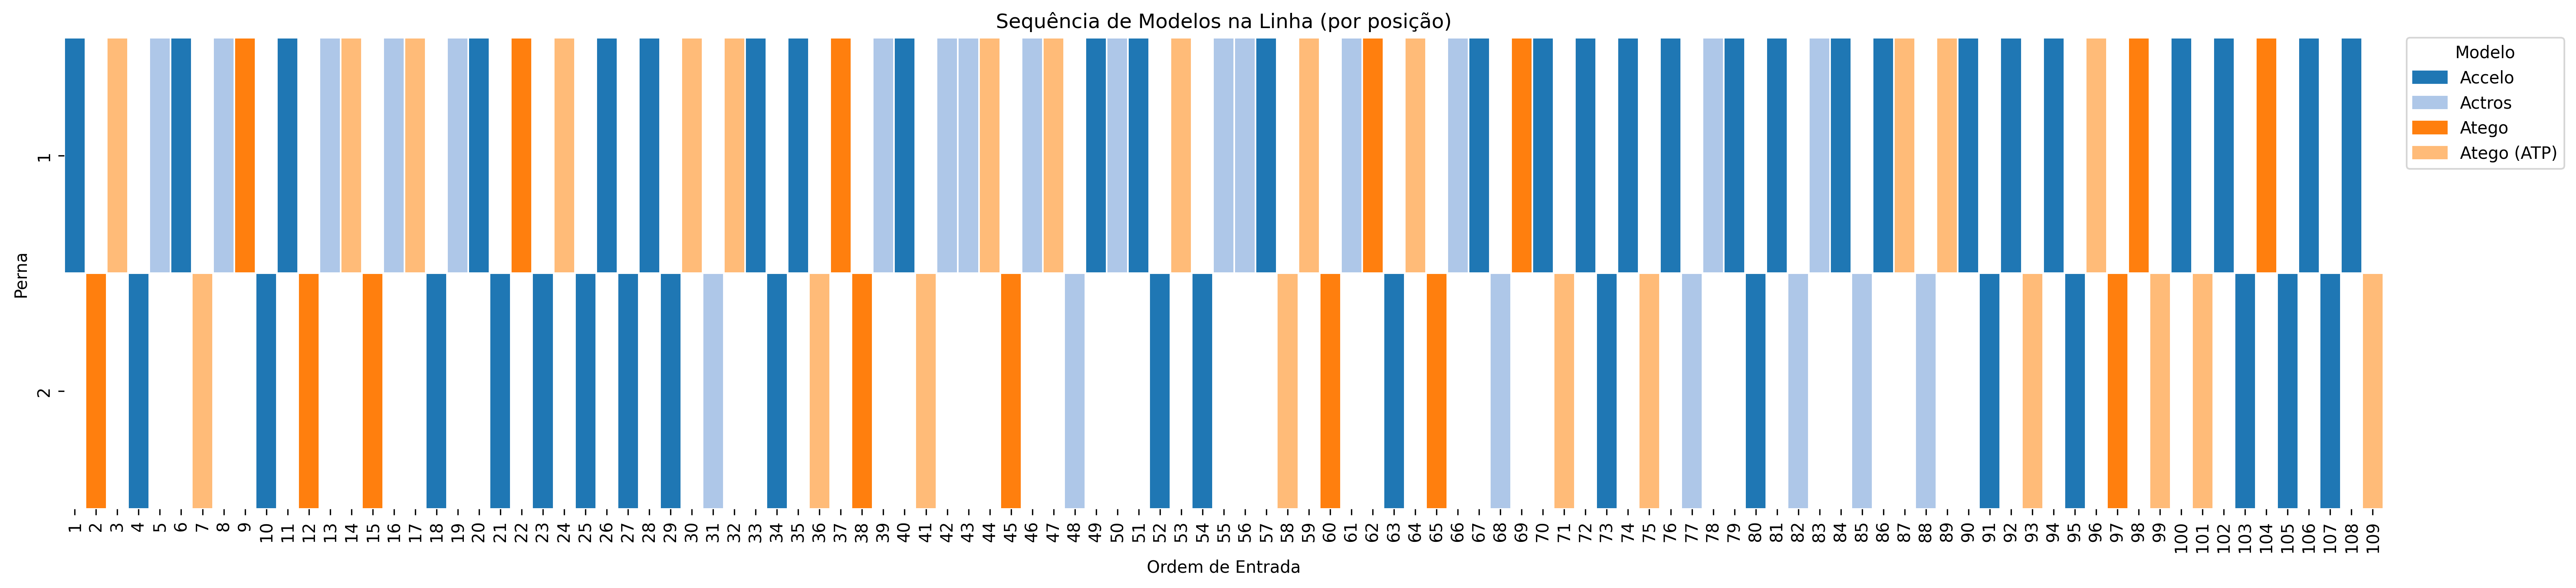 Sequência de Modelos na Linha (por posição)
Modelo
Accelo
Actros
Atego
Atego (ATP)
Perna
1
2
1 2 3 4 5 6 7 8 9 10 11 12 13 14 15 16 17 18 19 20 21 22 23 24 25 26 27 28 29 30 31 32 33 34 35 36 37 38 39 40 41 42 43 44 45 46 47 48 49 50 51 52 53 54 55 56 57 58 59 60 61 62 63 64 65 66 67 68 69 70 71 72 73 74 75 76 77 78 79 80 81 82 83 84 85 86 87 88 89 90 91 92 93 94 95 96 97 98 99 100 101 102 103 104 105 106 107 108 109
Ordem de Entrada